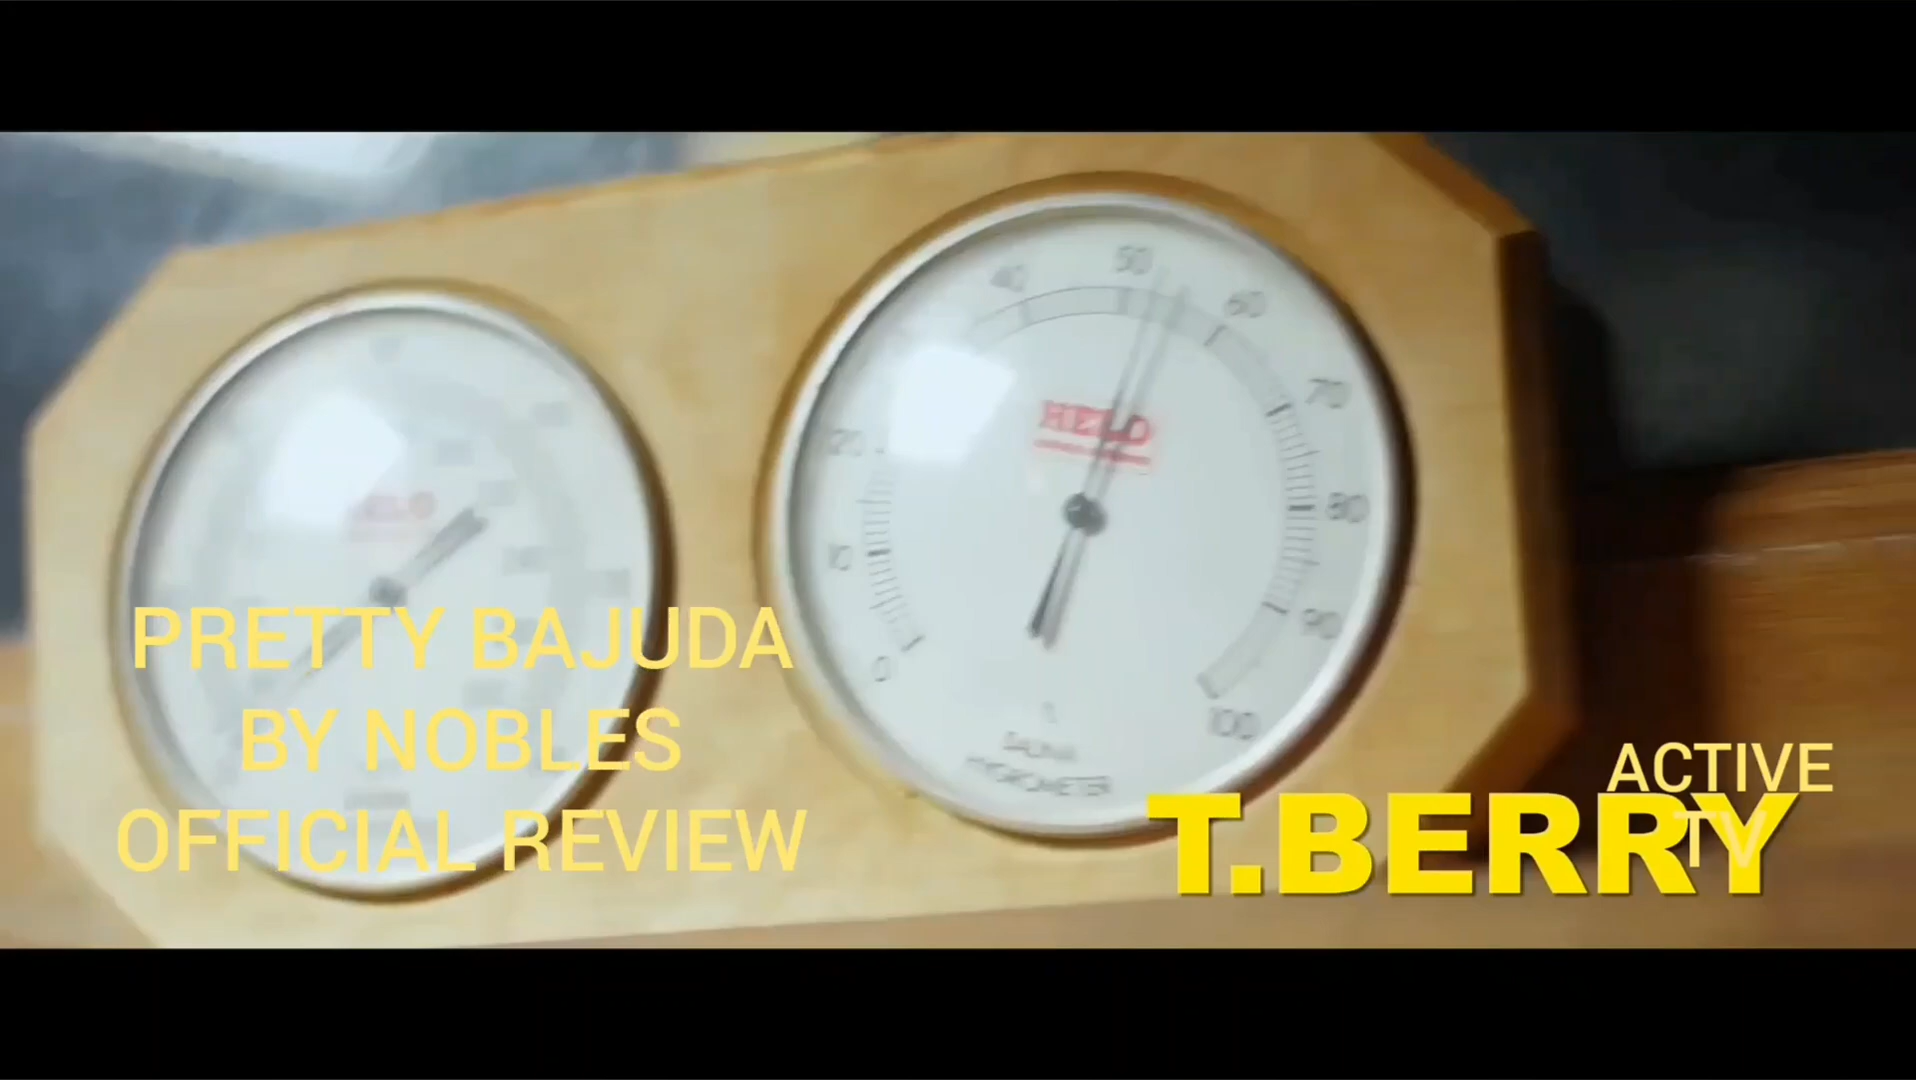 HELO
40
50
60
70
80
90
100
20
10
0
SAUNA
HYGROMETER
PRETTY BAJUDA
BY NOBLES
OFFICIAL REVIEW
ACTIVE
TV
T.BERRY